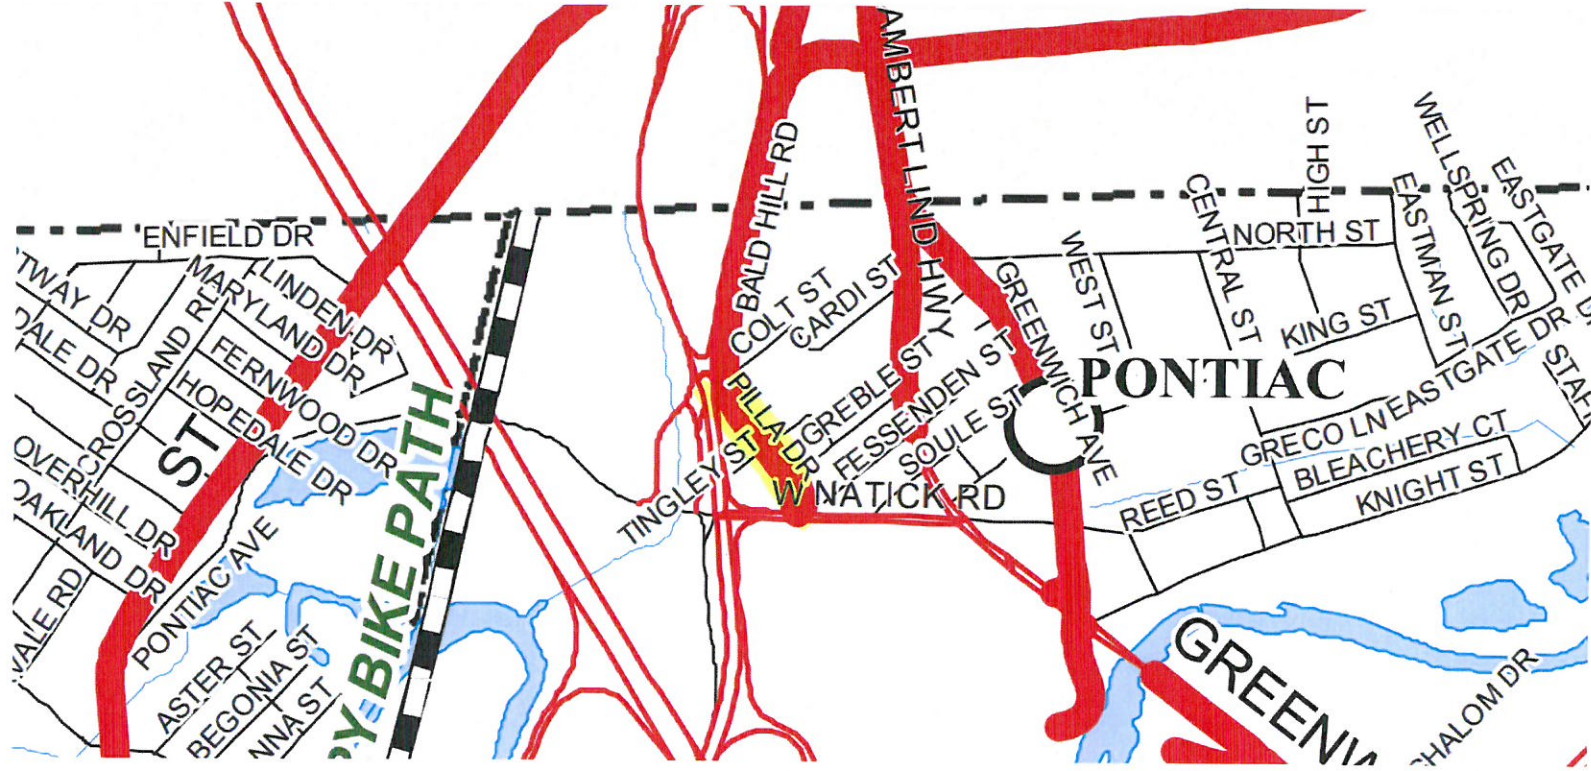 AMBERT LIND HWY
BALD HILL RD
HIGH ST
WELLSPRING DR
EASTGATE D
CENTRAL ST
EASTMAN ST
NORTH ST
WEST ST
ENFIELD DR
LINDEN DR
MARYLAND DR
TWAY DR
DALE DR
CROSSLAND RD
FERNWOOD DR
HOPEDALE DR
COLT ST
CARDI ST
GREENWICH AVE
KING ST
EASTGATE DR
PONTIAC
PILLA DR
GREBLE ST
FESSENDEN ST
SOULE ST
TINGLEY ST
W NATICK RD
GRECO LN
BLEACHERY CT
REED ST
KNIGHT ST
ST
OVERHILL DR
OAKLAND DR
PONTIAC AVE
VALE RD
ASTER ST
BEGONIA ST
NNA ST
RY BIKE PATH
GREENW
SHALOM DR